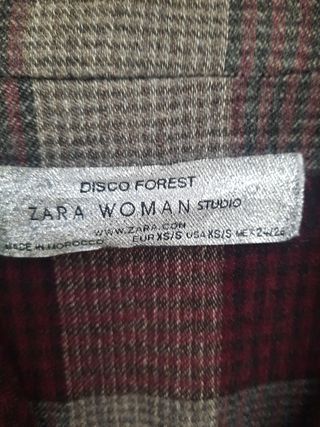 DISCO FOREST
ZARA WOMAN STUDIO
WWW.ZARA.COM
MADE IN MOROCCO EUR XS/S USA XS/S MEX 24/26